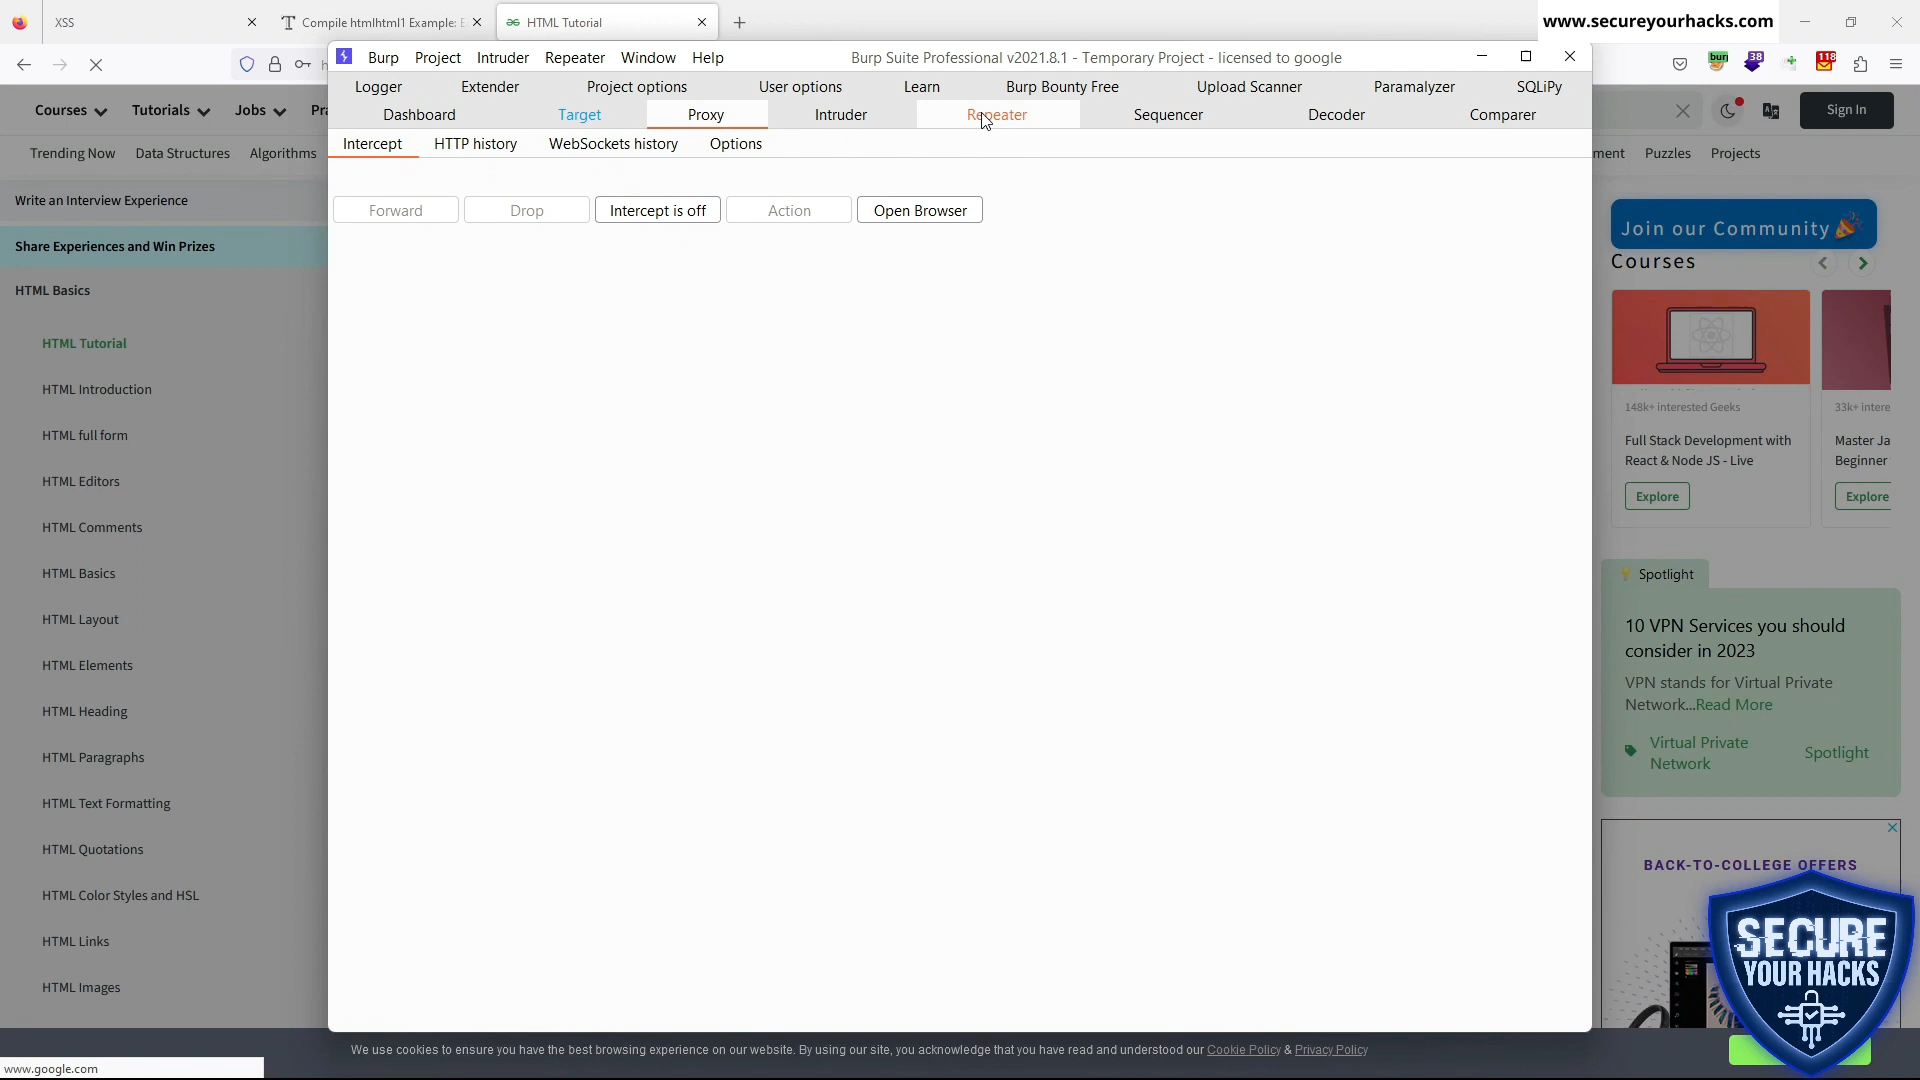 XSS
Compile htmlhtml1 Example: E
HTML Tutorial
www.secureyourhacks.com
Burp Project Intruder Repeater Window Help
Burp Suite Professional v2021.8.1 - Temporary Project - licensed to google
Logger Extender Project options User options Learn Burp Bounty Free Upload Scanner Paramalyzer SQLiPy
Dashboard Target Proxy Intruder Repeater Sequencer Decoder Comparer
Intercept HTTP history WebSockets history Options
Forward Drop Intercept is off Action Open Browser
burp
38
118
Courses Tutorials Jobs Pra
Sign In
Trending Now Data Structures Algorithms
ment Puzzles Projects
Write an Interview Experience
Share Experiences and Win Prizes
HTML Basics
HTML Tutorial
HTML Introduction
HTML full form
HTML Editors
HTML Comments
HTML Basics
HTML Layout
HTML Elements
HTML Heading
HTML Paragraphs
HTML Text Formatting
HTML Quotations
HTML Color Styles and HSL
HTML Links
HTML Images
Join our Community
Courses
148k+ interested Geeks
33k+ intere
Full Stack Development with
React & Node JS - Live
Master Ja
Beginner
Explore
Explore
Spotlight
10 VPN Services you should
consider in 2023
VPN stands for Virtual Private
Network...Read More
Virtual Private
Network
Spotlight
BACK-TO-COLLEGE OFFERS
SECURE
YOUR HACKS
We use cookies to ensure you have the best browsing experience on our website. By using our site, you acknowledge that you have read and understood our Cookie Policy & Privacy Policy
www.google.com